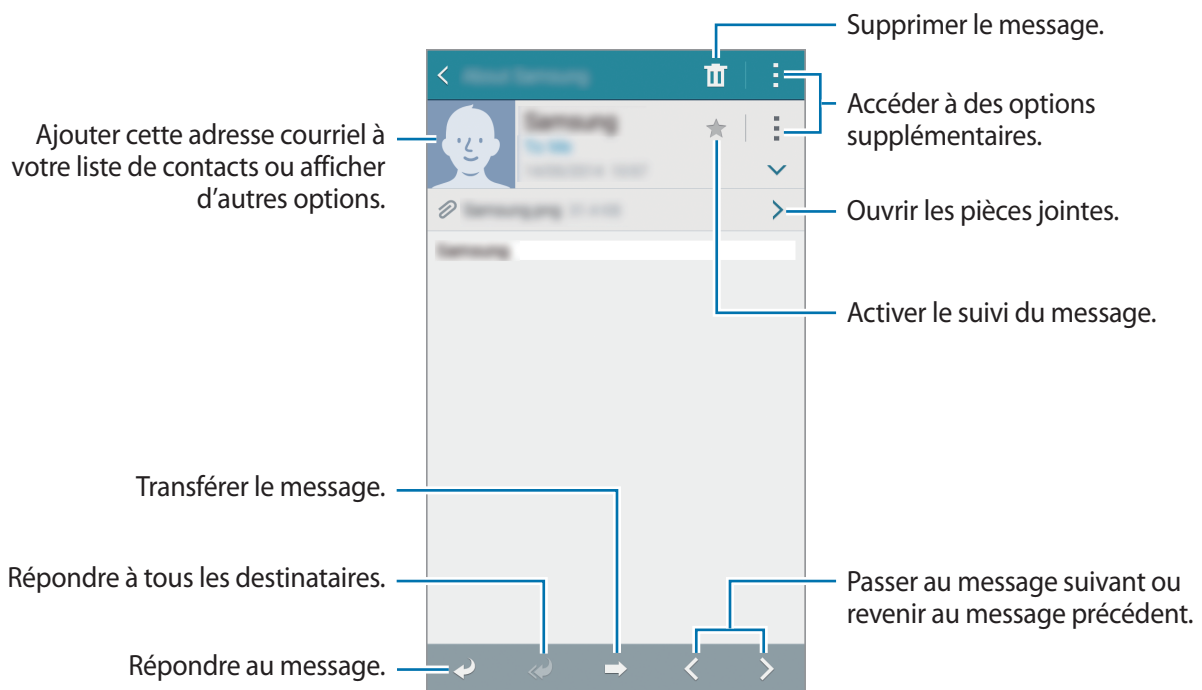 Supprimer le message.
Accéder à des options
supplémentaires.
Ajouter cette adresse courriel à
votre liste de contacts ou afficher
d'autres options.
Ouvrir les pièces jointes.
Activer le suivi du message.
Transférer le message.
Répondre à tous les destinataires.
Passer au message suivant ou
revenir au message précédent.
Répondre au message.